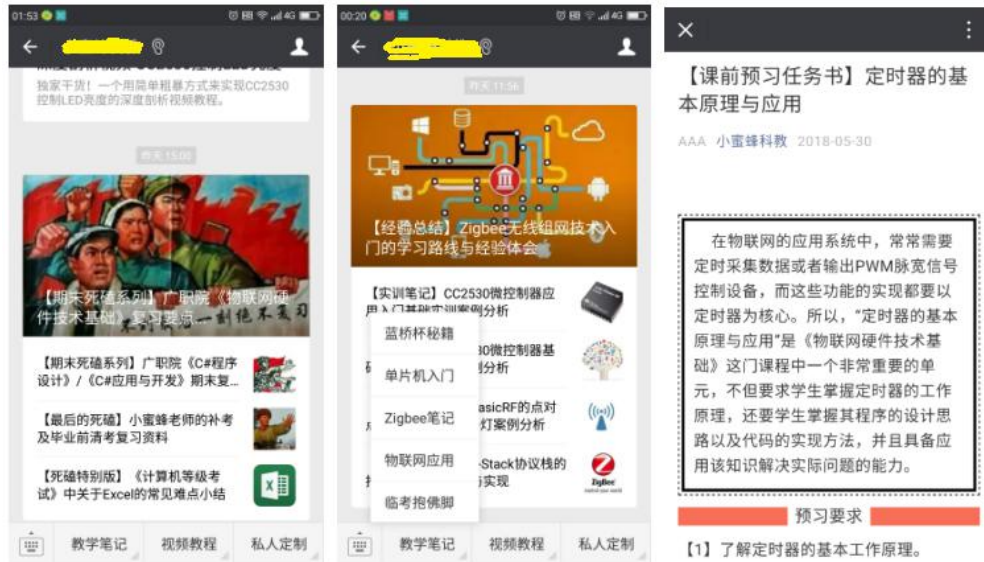 01:53
4G
独家干货！一个用简单粗暴方式来实现CC2530
控制LED亮度的深度剖析视频教程。
昨天 15:00
【期末死磕系列】广职院《物联网硬
件技术基础》复习要点...
【期末死磕系列】广职院《C#程序
设计》/《C#应用与开发》期末复...
【最后的死磕】小蜜蜂老师的补考
及毕业前清考复习资料
【死磕特别版】《计算机等级考
试》中关于Excel的常见难点小结
教学笔记
视频教程
私人定制
00:20
4G
昨天 11:56
【经验总结】Zigbee无线组网技术入
门的学习路线与经验体会
【实训笔记】CC2530微控制器应
用入门基础实训案例分析
30微控制器基
例分析
asicRF的点对
灯案例分析
-Stack协议栈的
与实现
ZigBee
蓝桥杯秘籍
单片机入门
Zigbee笔记
物联网应用
临考抱佛脚
教学笔记
视频教程
私人定制
【课前预习任务书】定时器的基
本原理与应用
AAA 小蜜蜂科教 2018-05-30
在物联网的应用系统中，常常需要
定时采集数据或者输出PWM脉宽信号
控制设备，而这些功能的实现都要以
定时器为核心。所以，“定时器的基本
原理与应用”是《物联网硬件技术基
础》这门课程中一个非常重要的单
元，不但要求学生掌握定时器的工作
原理，还要学生掌握其程序的设计思
路以及代码的实现方法，并且具备应
用该知识解决实际问题的能力。
预习要求
【1】了解定时器的基本工作原理。